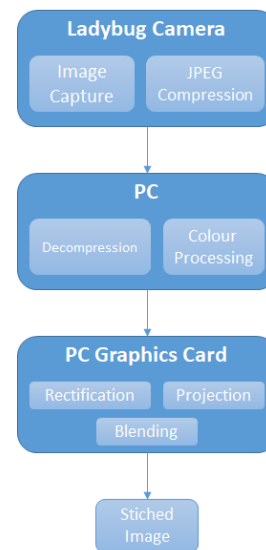 Ladybug Camera
Image
Capture
JPEG
Compression
PC
Decompression
Colour
Processing
PC Graphics Card
Rectification
Projection
Blending
Stiched
Image